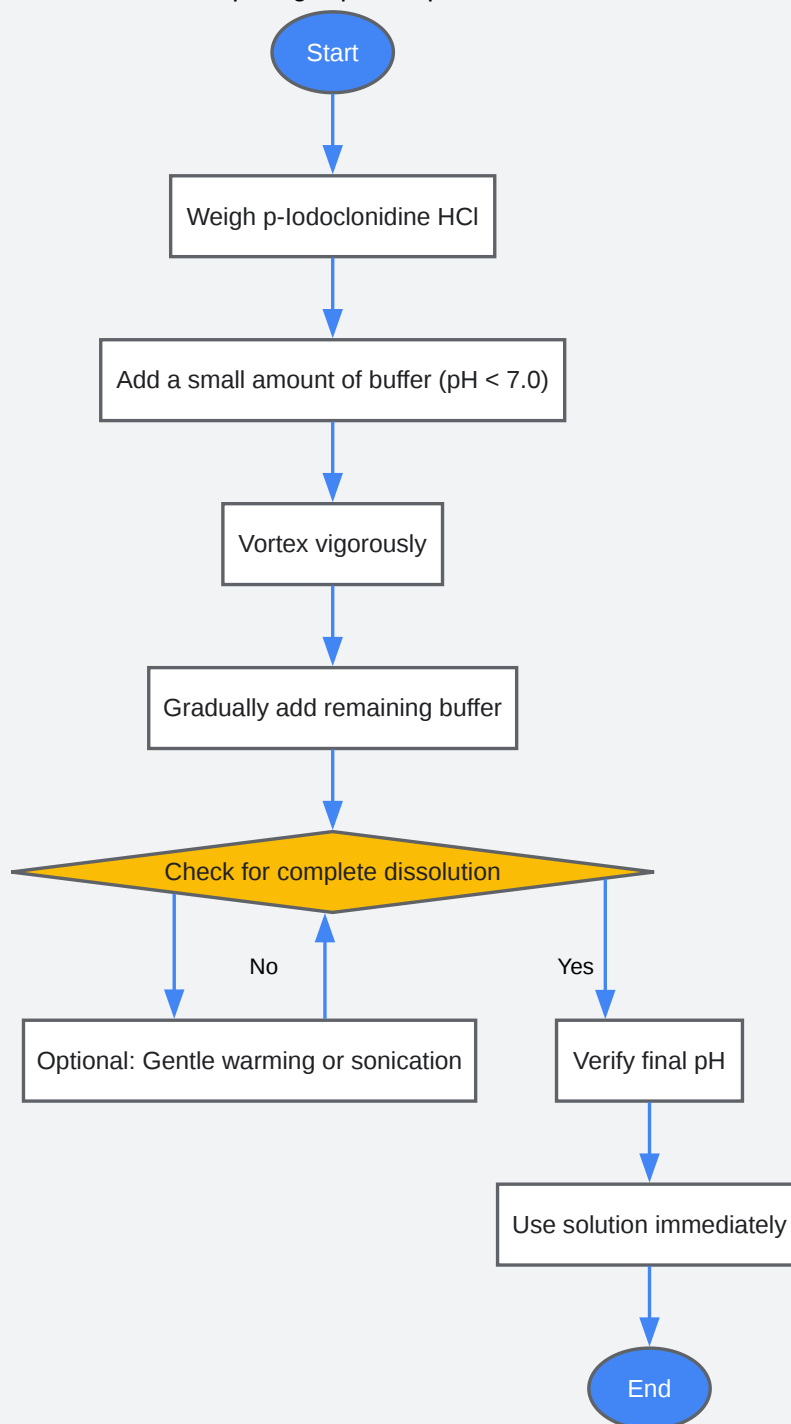 Start
Weigh p-Iodoclonidine HCl
Add a small amount of buffer (pH < 7.0)
Vortex vigorously
Gradually add remaining buffer
Check for complete dissolution
No
Yes
Optional: Gentle warming or sonication
Verify final pH
Use solution immediately
End